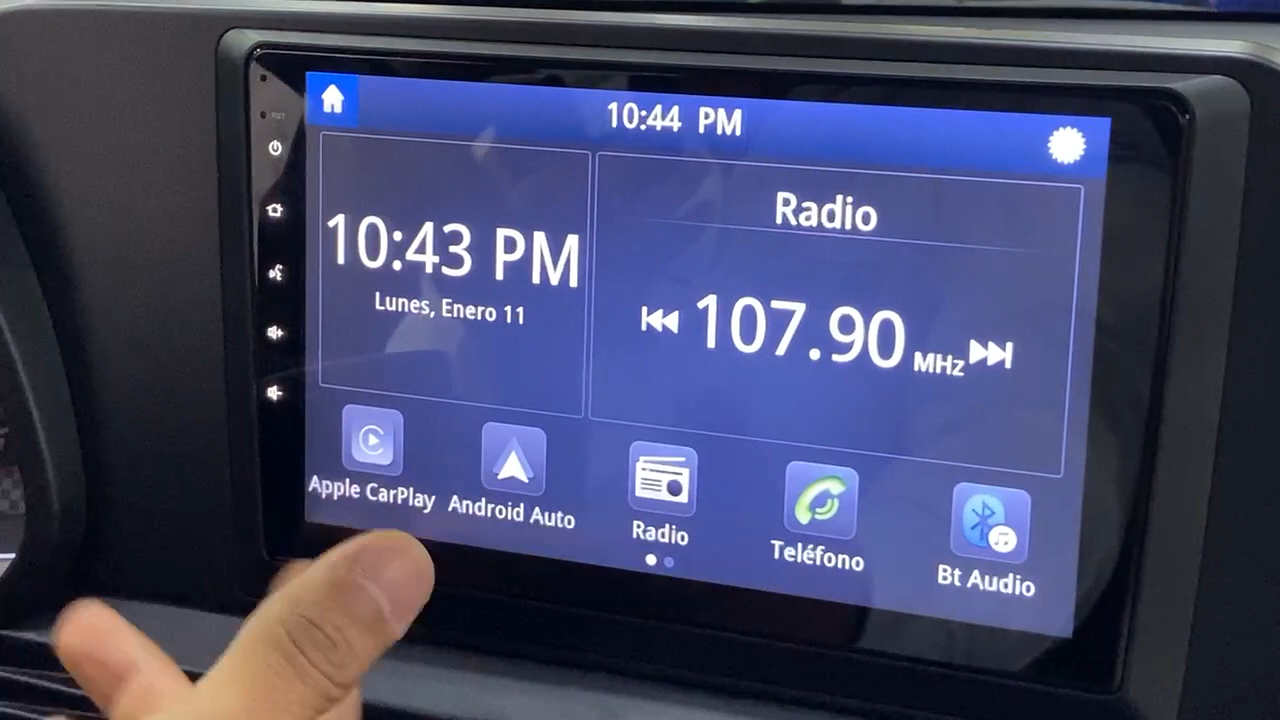 RST
10:44 PM
10:43 PM
Lunes, Enero 11
Radio
107.90 MHz
Apple CarPlay
Android Auto
Radio
Teléfono
Bt Audio